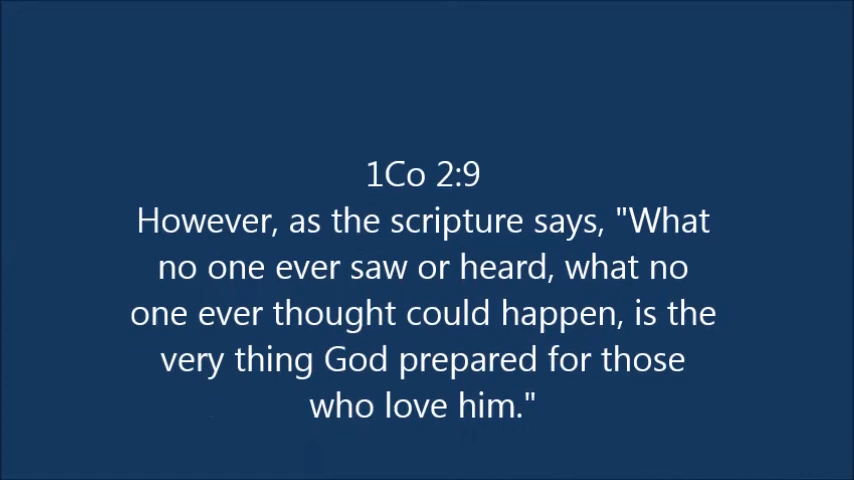 1Co 2:9
However, as the scripture says, "What
no one ever saw or heard, what no
one ever thought could happen, is the
very thing God prepared for those
who love him."